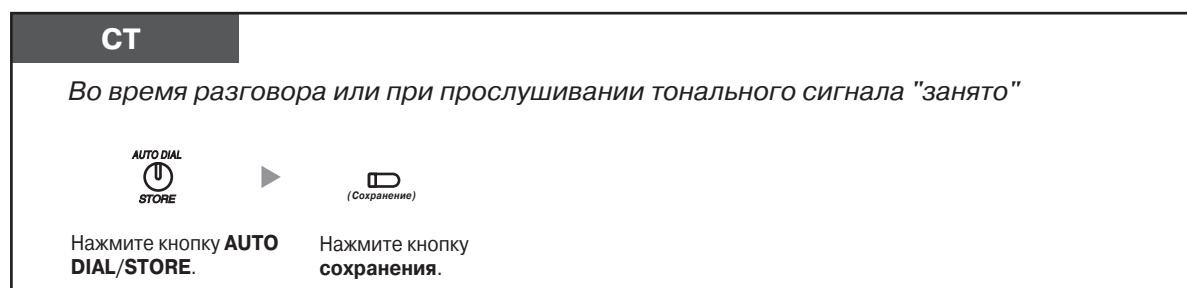 СТ
Во время разговора или при прослушивании тонального сигнала "занято"
AUTO DIAL
STORE
(Сохранение)
Нажмите кнопку AUTO
DIAL/STORE.
Нажмите кнопку
сохранения.